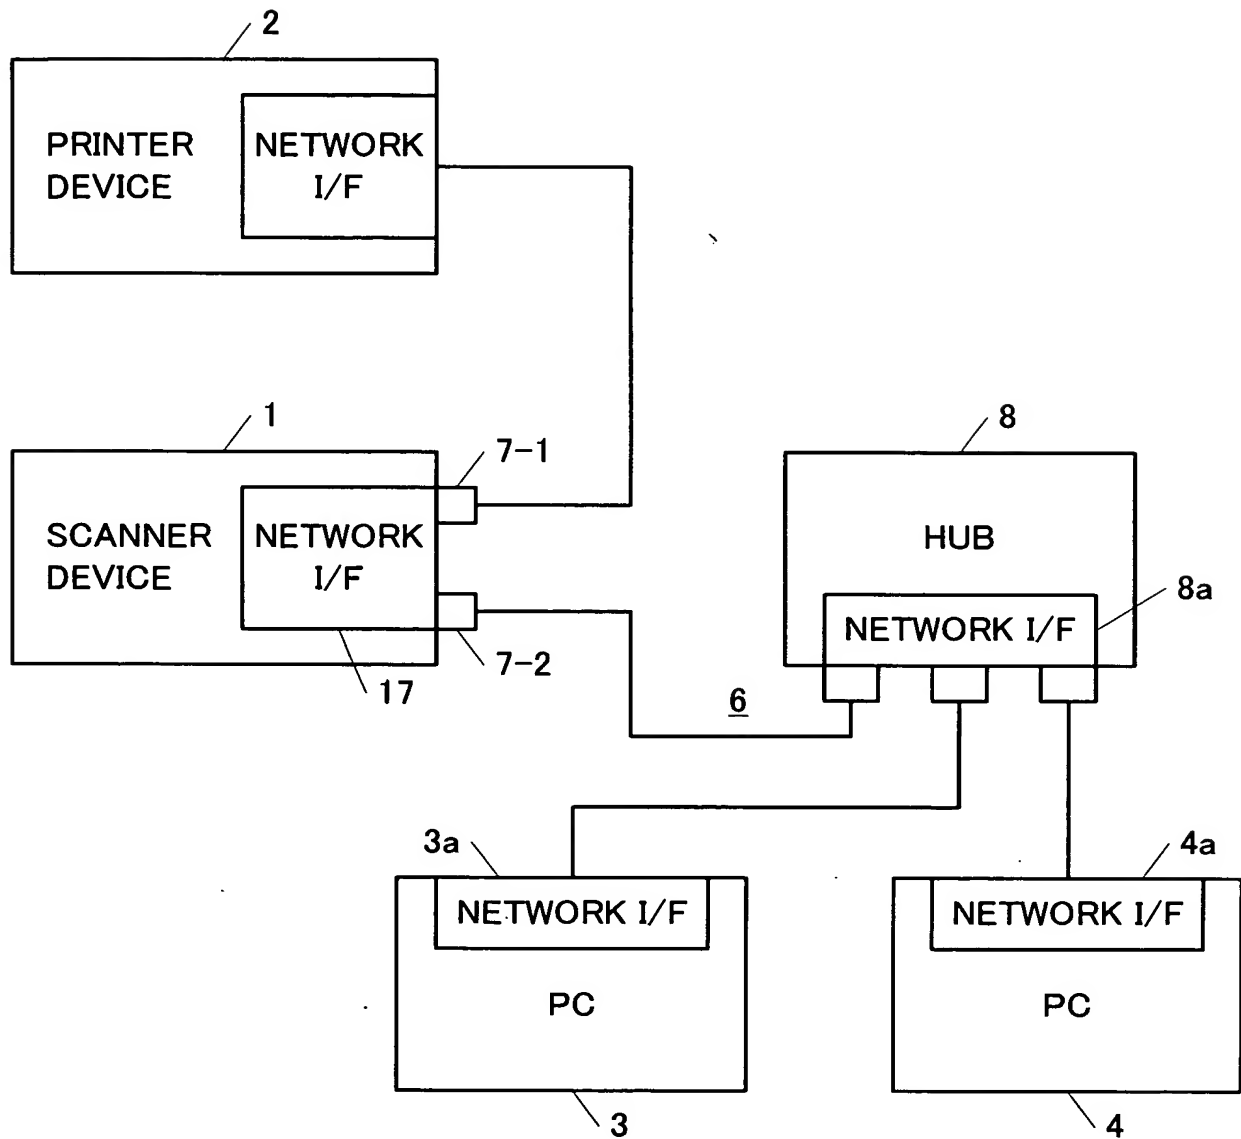 2
PRINTER
DEVICE
NETWORK
I/F
1
7-1
SCANNER
DEVICE
NETWORK
I/F
7-2
17
8
HUB
8a
NETWORK I/F
6
3a
NETWORK I/F
PC
3
4a
NETWORK I/F
PC
4